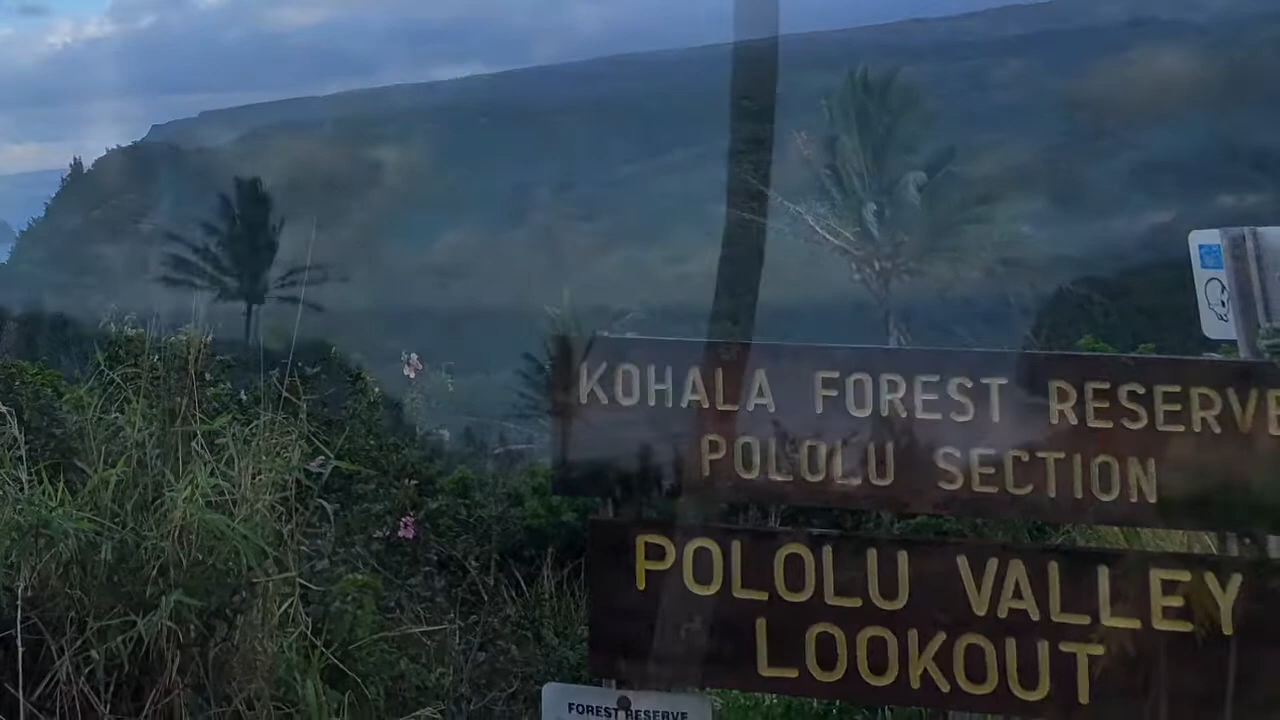 KOHALA FOREST RESERVE
POLOLU SECTION
POLOLU VALLEY
LOOKOUT
FOREST RESERVE